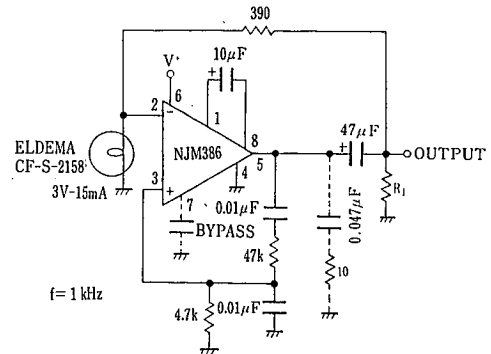 390
V+
10μF
+
6
2
−
1
ELDEMA
CF-S-2158
3V-15mA
NJM386
8
5
47μF
+
OUTPUT
3
+
4
7
BYPASS
0.01μF
0.047μF
R1
47k
10
f= 1 kHz
4.7k
0.01μF